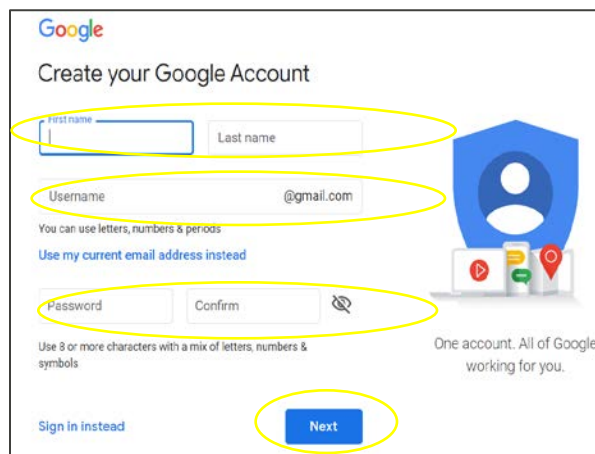 Google
Create your Google Account
First name
Last name
Username @gmail.com
You can use letters, numbers & periods
Use my current email address instead
Password Confirm
Use 8 or more characters with a mix of letters, numbers &
symbols
One account. All of Google
working for you.
Sign in instead
Next